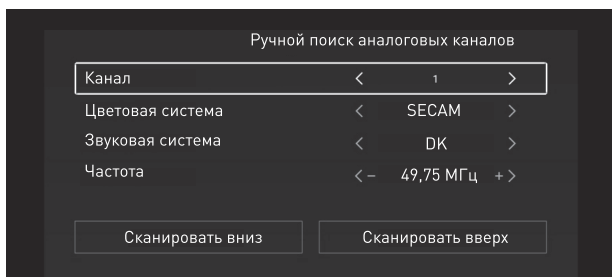 Ручной поиск аналоговых каналов
Канал < 1 >
Цветовая система < SECAM >
Звуковая система < DK >
Частота < – 49,75 МГц + >
Сканировать вниз Сканировать вверх